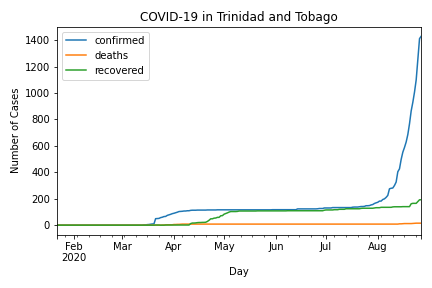 COVID-19 in Trinidad and Tobago
confirmed
deaths
recovered
Number of Cases
1400
1200
1000
800
600
400
200
0
Feb Mar Apr May Jun Jul Aug
2020
Day